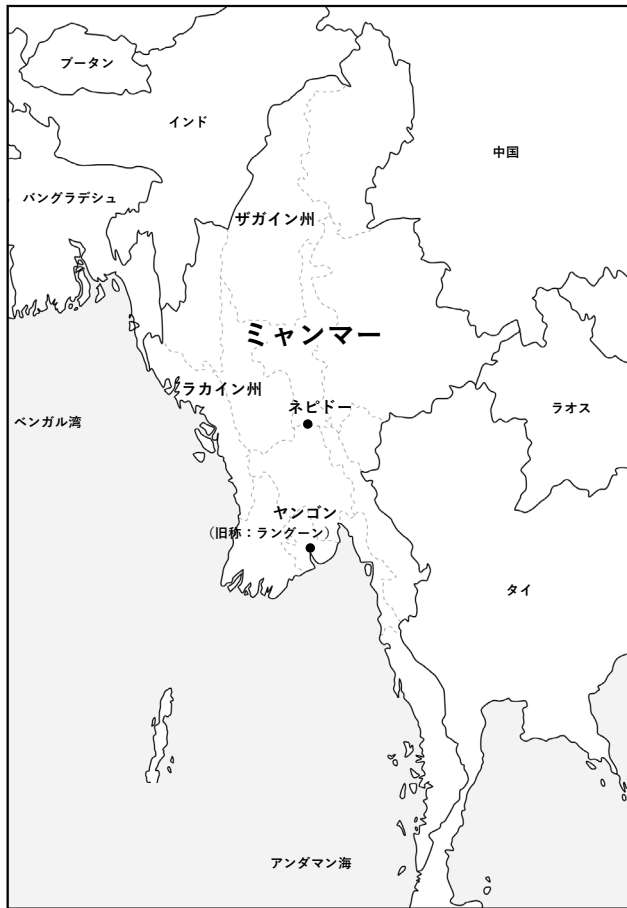 ブータン
インド
中国
バングラデシュ
ザガイン州
ミャンマー
ラカイン州
ネピドー
ラオス
ベンガル湾
ヤンゴン
（旧称：ラングーン）
タイ
アンダマン海